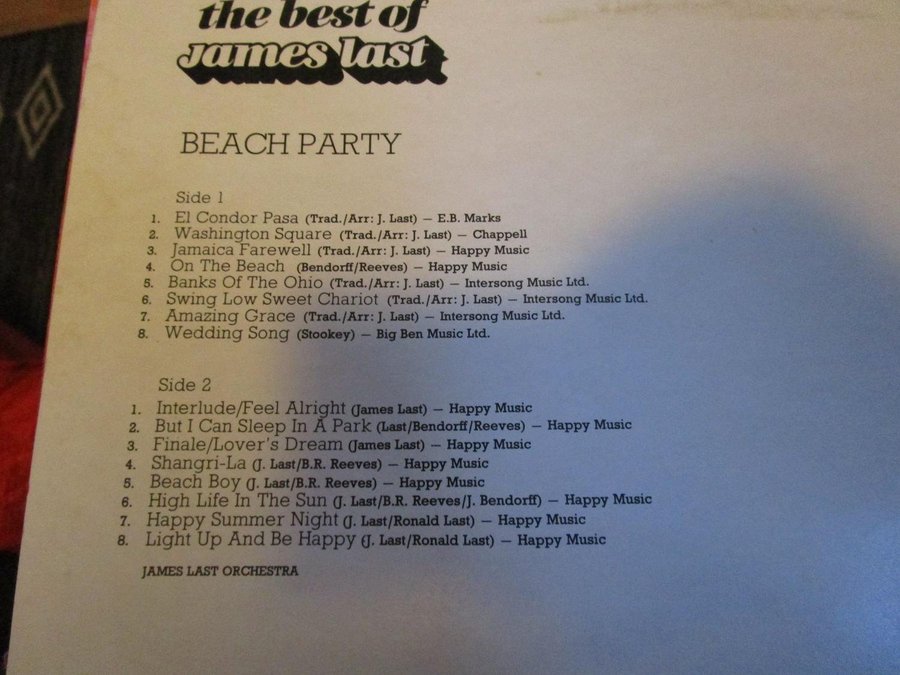 the best of
james last
BEACH PARTY
Side 1
1. El Condor Pasa (Trad./Arr: J. Last) — E.B. Marks
2. Washington Square (Trad./Arr: J. Last) — Chappell
3. Jamaica Farewell (Trad./Arr: J. Last) — Happy Music
4. On The Beach (Bendorff/Reeves) — Happy Music
5. Banks Of The Ohio (Trad./Arr: J. Last) — Intersong Music Ltd.
6. Swing Low Sweet Chariot (Trad./Arr: J. Last) — Intersong Music Ltd.
7. Amazing Grace (Trad./Arr: J. Last) — Intersong Music Ltd.
8. Wedding Song (Stookey) — Big Ben Music Ltd.
Side 2
1. Interlude/Feel Alright (James Last) — Happy Music
2. But I Can Sleep In A Park (Last/Bendorff/Reeves) — Happy Music
3. Finale/Lover's Dream (James Last) — Happy Music
4. Shangri-La (J. Last/B.R. Reeves) — Happy Music
5. Beach Boy (J. Last/B.R. Reeves) — Happy Music
6. High Life In The Sun (J. Last/B.R. Reeves/J. Bendorff) — Happy Music
7. Happy Summer Night (J. Last/Ronald Last) — Happy Music
8. Light Up And Be Happy (J. Last/Ronald Last) — Happy Music
JAMES LAST ORCHESTRA